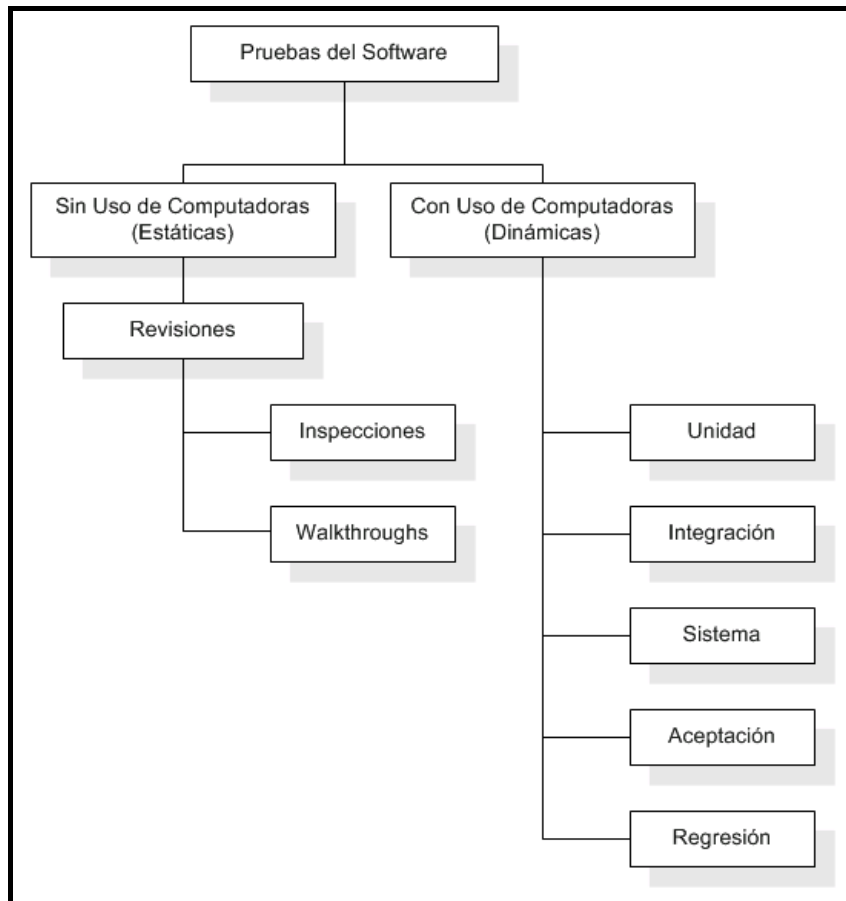 Pruebas del Software
Sin Uso de Computadoras
(Estáticas)
Con Uso de Computadoras
(Dinámicas)
Revisiones
Inspecciones
Walkthroughs
Unidad
Integración
Sistema
Aceptación
Regresión